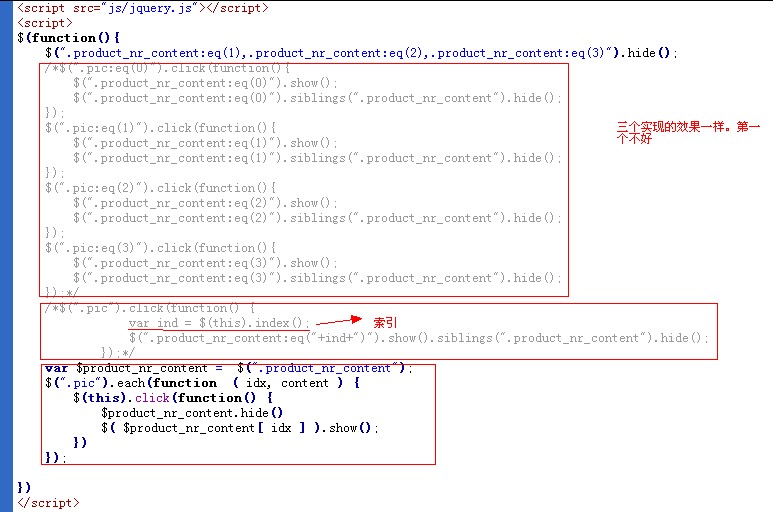 <script src="js/jquery.js"></script>
<script>
$(function(){
$(".product_nr_content:eq(1),.product_nr_content:eq(2),.product_nr_content:eq(3)").hide();
/*$(".pic:eq(0)").click(function(){
$(".product_nr_content:eq(0)").show();
$(".product_nr_content:eq(0)").siblings(".product_nr_content").hide();
});
$(".pic:eq(1)").click(function(){
$(".product_nr_content:eq(1)").show();
$(".product_nr_content:eq(1)").siblings(".product_nr_content").hide();
});
$(".pic:eq(2)").click(function(){
$(".product_nr_content:eq(2)").show();
$(".product_nr_content:eq(2)").siblings(".product_nr_content").hide();
});
$(".pic:eq(3)").click(function(){
$(".product_nr_content:eq(3)").show();
$(".product_nr_content:eq(3)").siblings(".product_nr_content").hide();
});*/
三个实现的效果一样。第一
个不好
/*$(".pic").click(function() {
var ind = $(this).index();
索引
$(".product_nr_content:eq("+ind+")").show().siblings(".product_nr_content").hide();
});*/
var $product_nr_content = $(".product_nr_content");
$(".pic").each(function ( idx, content ) {
$(this).click(function() {
$product_nr_content.hide()
$( $product_nr_content[ idx ] ).show();
})
});
})
</script>